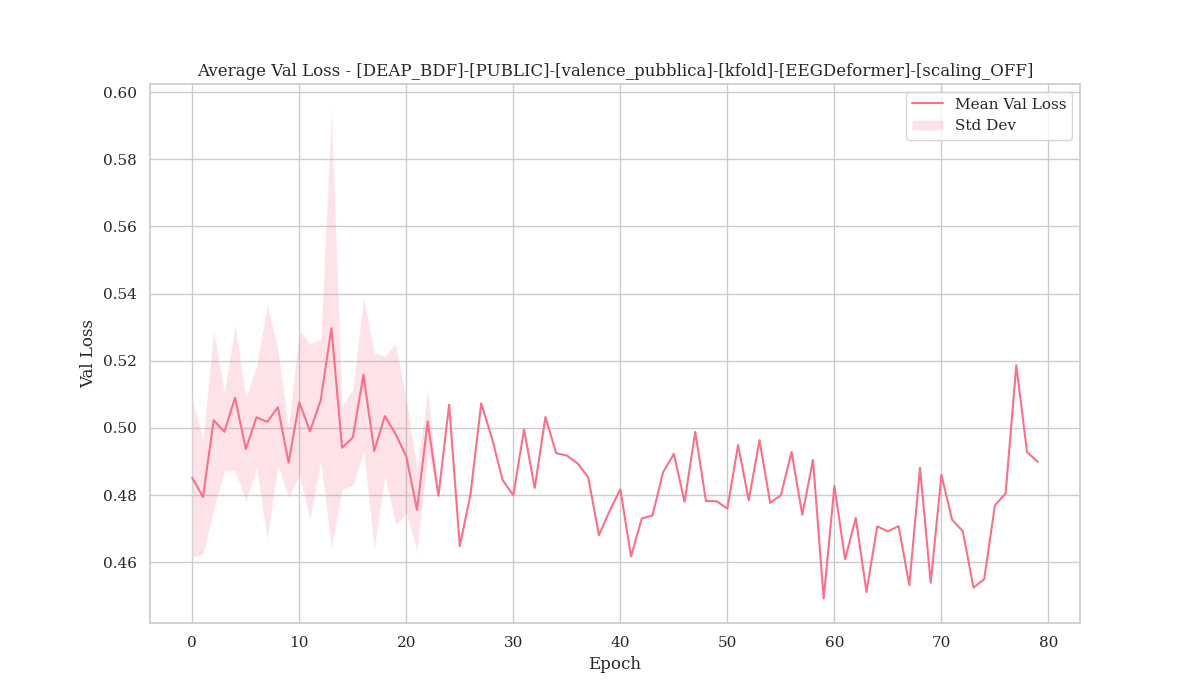 Average Val Loss - [DEAP_BDF]-[PUBLIC]-[valence_pubblica]-[kfold]-[EEGDeformer]-[scaling_OFF]
Mean Val Loss
Std Dev
0.60
0.58
0.56
0.54
0.52
0.50
0.48
0.46
Val Loss
0 10 20 30 40 50 60 70 80
Epoch